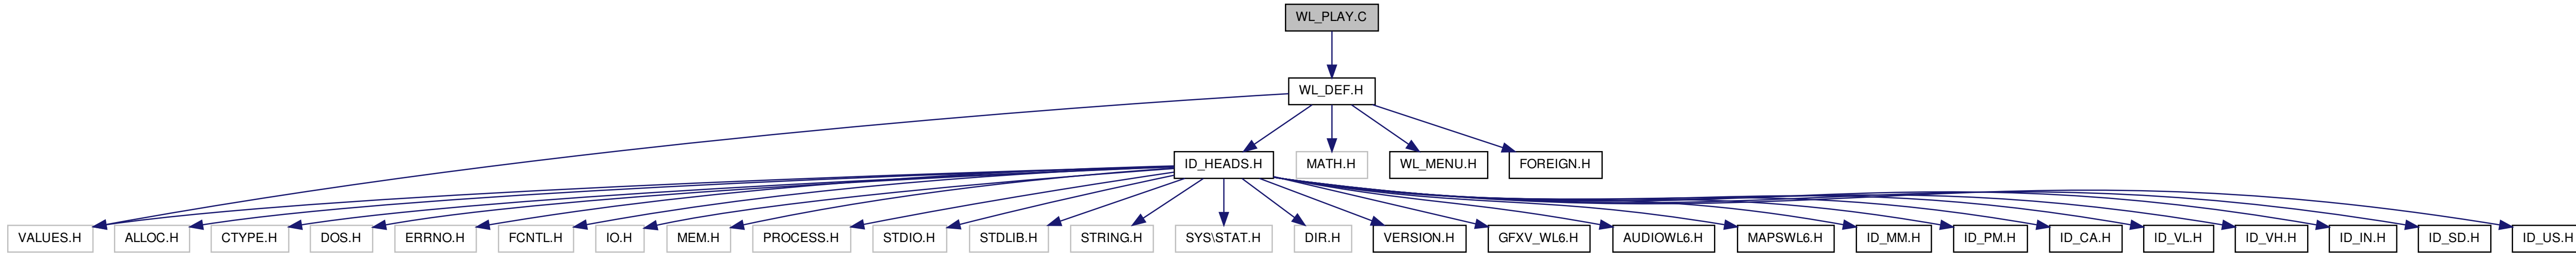 WL_PLAY.C
WL_DEF.H
ID_HEADS.H
MATH.H
WL_MENU.H
FOREIGN.H
VALUES.H
ALLOC.H
CTYPE.H
DOS.H
ERRNO.H
FCNTL.H
IO.H
MEM.H
PROCESS.H
STDIO.H
STDLIB.H
STRING.H
SYS\STAT.H
DIR.H
VERSION.H
GFXV_WL6.H
AUDIOWL6.H
MAPSWL6.H
ID_MM.H
ID_PM.H
ID_CA.H
ID_VL.H
ID_VH.H
ID_IN.H
ID_SD.H
ID_US.H